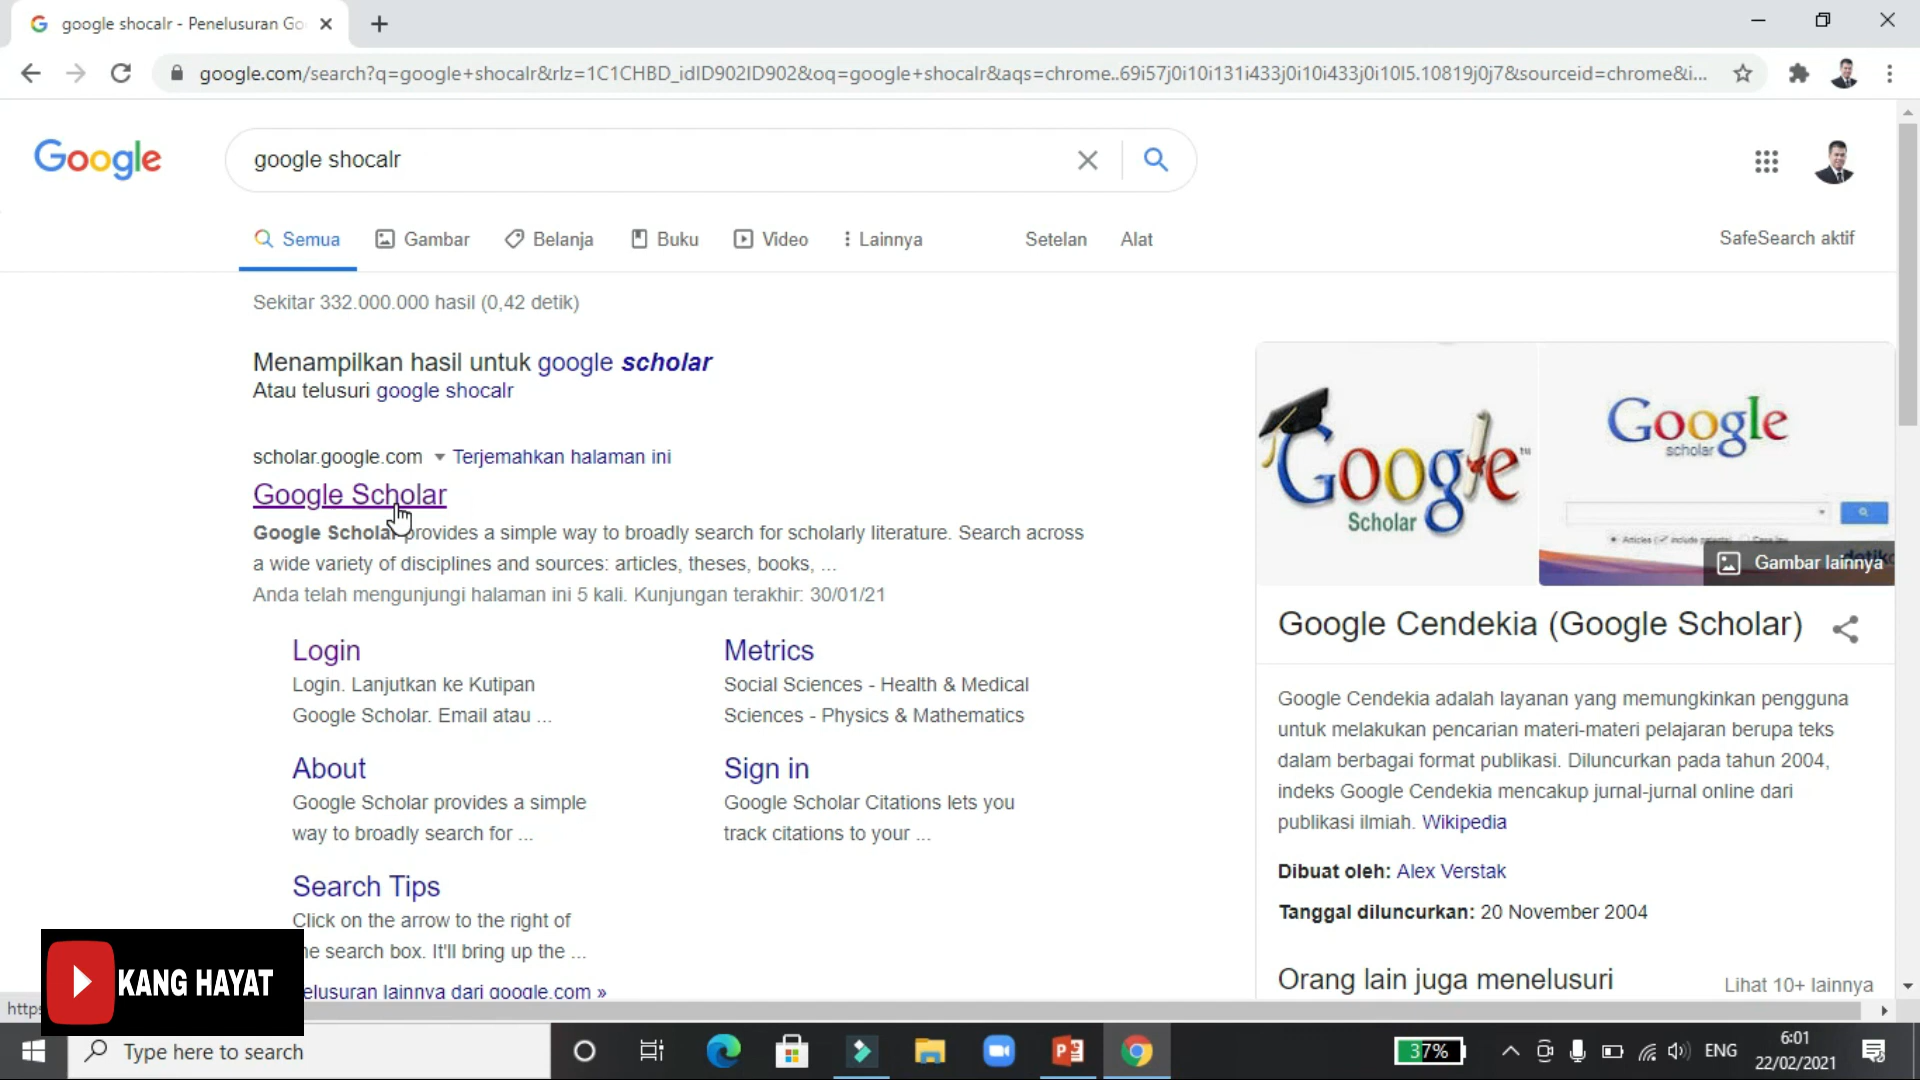 google shocalr - Penelusuran Go
google.com/search?q=google+shocalr&rlz=1C1CHBD_idID902ID902&oq=google+shocalr&aqs=chrome..69i57j0i10i131i433j0i10i433j0i10l5.10819j0j7&sourceid=chrome&i...
Google
google shocalr
Semua Gambar Belanja Buku Video Lainnya Setelan Alat SafeSearch aktif
Sekitar 332.000.000 hasil (0,42 detik)
Menampilkan hasil untuk google scholar
Atau telusuri google shocalr
scholar.google.com Terjemahkan halaman ini
Google Scholar
Google Scholar provides a simple way to broadly search for scholarly literature. Search across
a wide variety of disciplines and sources: articles, theses, books, ...
Anda telah mengunjungi halaman ini 5 kali. Kunjungan terakhir: 30/01/21
Login
Login. Lanjutkan ke Kutipan
Google Scholar. Email atau ...
Metrics
Social Sciences - Health & Medical
Sciences - Physics & Mathematics
About
Google Scholar provides a simple
way to broadly search for ...
Sign in
Google Scholar Citations lets you
track citations to your ...
Search Tips
Click on the arrow to the right of
he search box. It'll bring up the ...
elusuran lainnya dari google.com »
Google
Scholar
Google
scholar
Gambar lainnya
Google Cendekia (Google Scholar)
Google Cendekia adalah layanan yang memungkinkan pengguna
untuk melakukan pencarian materi-materi pelajaran berupa teks
dalam berbagai format publikasi. Diluncurkan pada tahun 2004,
indeks Google Cendekia mencakup jurnal-jurnal online dari
publikasi ilmiah. Wikipedia
Dibuat oleh: Alex Verstak
Tanggal diluncurkan: 20 November 2004
Orang lain juga menelusuri
Lihat 10+ lainnya
KANG HAYAT
https
Type here to search
37%
ENG
6:01
22/02/2021